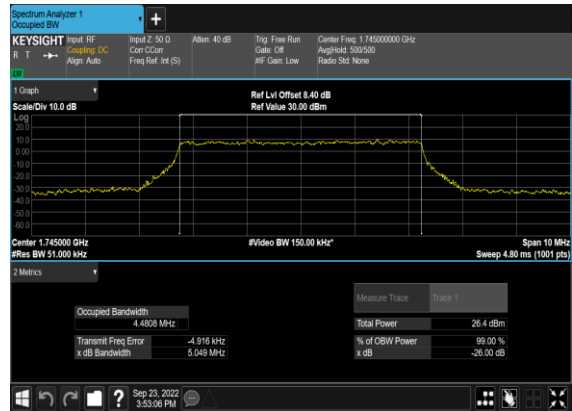 Spectrum Analyzer 1
Occupied BW
+
KEYSIGHT Input: RF Input Z: 50 Ω Atten: 40 dB Trig: Free Run Center Freq: 1.745000000 GHz
R T Coupling: DC Corr CCorr Gate: Off Avg|Hold: 500/500
Align: Auto Freq Ref: Int (S) #IF Gain: Low Radio Std: None
LW
1 Graph
Ref Lvl Offset 8.40 dB
Scale/Div 10.0 dB Ref Value 30.00 dBm
Log
20.0
10.0
0.00
-10.0
-20.0
-30.0
-40.0
-50.0
-60.0
Center 1.745000 GHz #Video BW 150.00 kHz* Span 10 MHz
#Res BW 51.000 kHz Sweep 4.80 ms (1001 pts)
2 Metrics
Measure Trace Trace 1
Occupied Bandwidth
4.4808 MHz
Total Power 26.4 dBm
Transmit Freq Error -4.916 kHz % of OBW Power 99.00 %
x dB Bandwidth 5.049 MHz x dB -26.00 dB
? Sep 23, 2022
3:53:06 PM